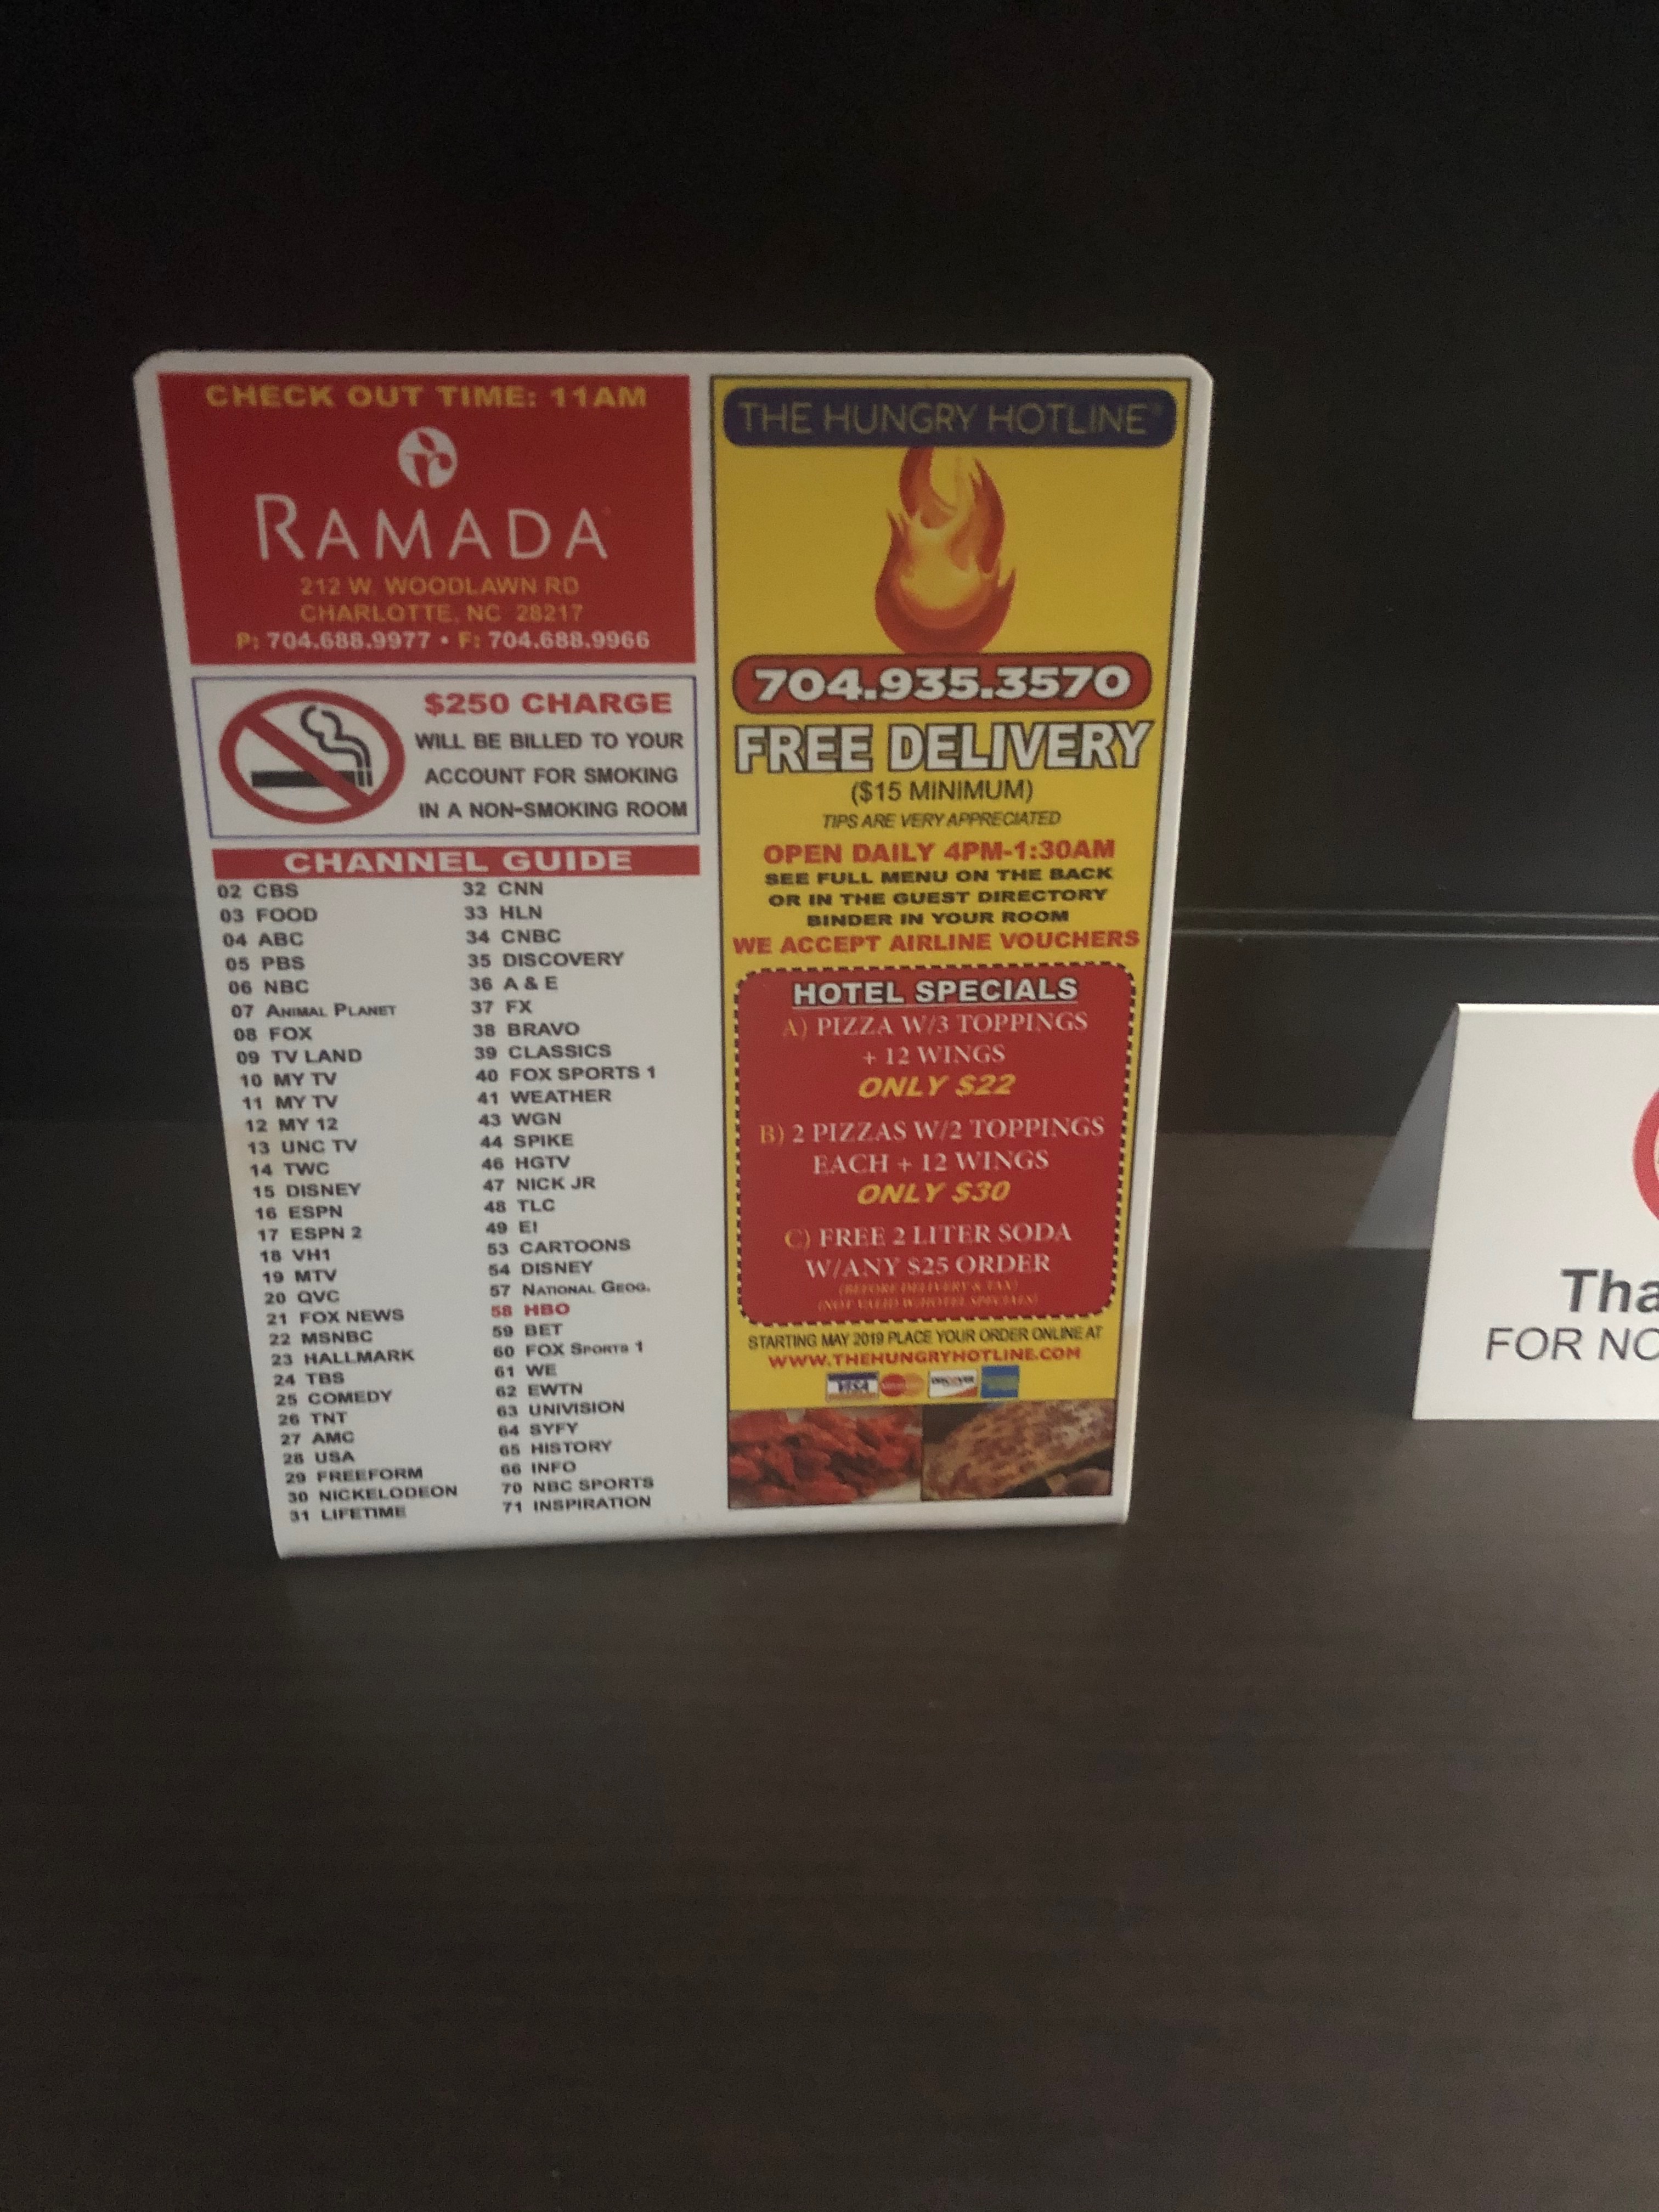 CHECK OUT TIME: 11AM
RAMADA
212 W. WOODLAWN RD
CHARLOTTE, NC 28217
P: 704.688.9977 • F: 704.688.9966
$250 CHARGE
WILL BE BILLED TO YOUR
ACCOUNT FOR SMOKING
IN A NON-SMOKING ROOM
CHANNEL GUIDE
02 CBS
03 FOOD
04 ABC
05 PBS
06 NBC
07 ANIMAL PLANET
08 FOX
09 TV LAND
10 MY TV
11 MY TV
12 MY 12
13 UNC TV
14 TWC
15 DISNEY
16 ESPN
17 ESPN 2
18 VH1
19 MTV
20 QVC
21 FOX NEWS
22 MSNBC
23 HALLMARK
24 TBS
25 COMEDY
26 TNT
27 AMC
28 USA
29 FREEFORM
30 NICKELODEON
31 LIFETIME
32 CNN
33 HLN
34 CNBC
35 DISCOVERY
36 A & E
37 FX
38 BRAVO
39 CLASSICS
40 FOX SPORTS 1
41 WEATHER
43 WGN
44 SPIKE
46 HGTV
47 NICK JR
48 TLC
49 E!
53 CARTOONS
54 DISNEY
57 NATIONAL GEOG.
58 HBO
59 BET
60 FOX SPORTS 1
61 WE
62 EWTN
63 UNIVISION
64 SYFY
65 HISTORY
66 INFO
70 NBC SPORTS
71 INSPIRATION
THE HUNGRY HOTLINE®
704.935.3570
FREE DELIVERY
($15 MINIMUM)
TIPS ARE VERY APPRECIATED
OPEN DAILY 4PM-1:30AM
SEE FULL MENU ON THE BACK
OR IN THE GUEST DIRECTORY
BINDER IN YOUR ROOM
WE ACCEPT AIRLINE VOUCHERS
HOTEL SPECIALS
A) PIZZA W/3 TOPPINGS
+ 12 WINGS
ONLY $22
B) 2 PIZZAS W/2 TOPPINGS
EACH + 12 WINGS
ONLY $30
C) FREE 2 LITER SODA
W/ANY $25 ORDER
(BEFORE DELIVERY & TAX)
(NOT VALID W/HOTEL SPECIALS)
STARTING MAY 2019 PLACE YOUR ORDER ONLINE AT
WWW.THEHUNGRYHOTLINE.COM
VISA
DISCOVER
Tha
FOR NO